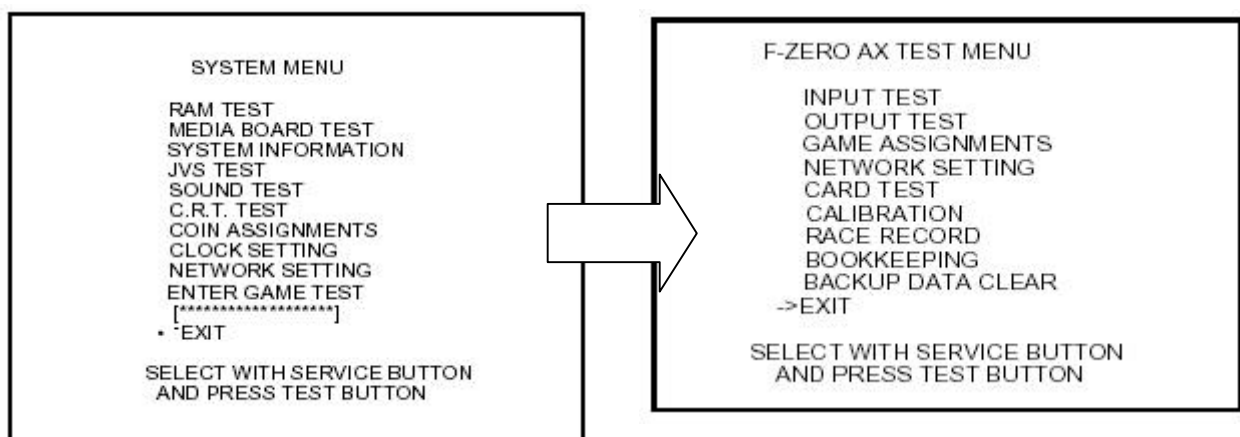 SYSTEM MENU
RAM TEST
MEDIA BOARD TEST
SYSTEM INFORMATION
JVS TEST
SOUND TEST
C.R.T. TEST
COIN ASSIGNMENTS
CLOCK SETTING
NETWORK SETTING
ENTER GAME TEST
[*******************]
• -EXIT
SELECT WITH SERVICE BUTTON
AND PRESS TEST BUTTON
F-ZERO AX TEST MENU
INPUT TEST
OUTPUT TEST
GAME ASSIGNMENTS
NETWORK SETTING
CARD TEST
CALIBRATION
RACE RECORD
BOOKKEEPING
BACKUP DATA CLEAR
->EXIT
SELECT WITH SERVICE BUTTON
AND PRESS TEST BUTTON